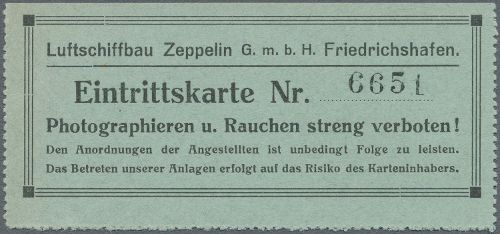 Luftschiffbau Zeppelin G. m. b. H. Friedrichshafen.
Eintrittskarte Nr. 6651
Photographieren u. Rauchen streng verboten!
Den Anordnungen der Angestellten ist unbedingt Folge zu leisten.
Das Betreten unserer Anlagen erfolgt auf das Risiko des Karteninhabers.